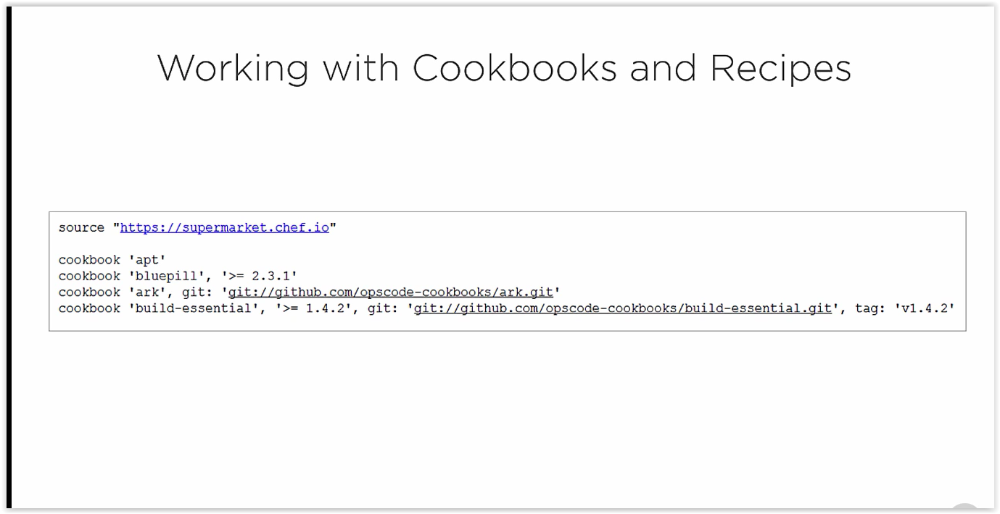 Working with Cookbooks and Recipes
source "https://supermarket.chef.io"
cookbook 'apt'
cookbook 'bluepill', '>= 2.3.1'
cookbook 'ark', git: 'git://github.com/opscode-cookbooks/ark.git'
cookbook 'build-essential', '>= 1.4.2', git: 'git://github.com/opscode-cookbooks/build-essential.git', tag: 'v1.4.2'